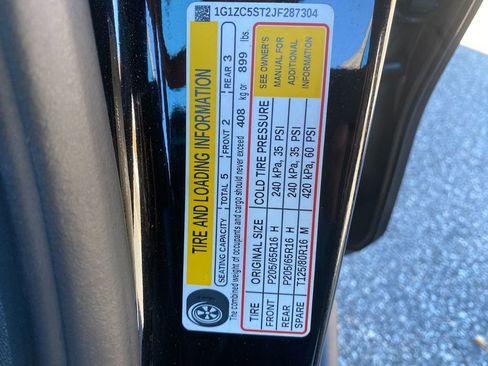 1G1ZC5ST2JF287304
TIRE AND LOADING INFORMATION
SEATING CAPACITY TOTAL 5 FRONT 2 REAR 3
The combined weight of occupants and cargo should never exceed 408 kg or 899 lbs.
TIRE ORIGINAL SIZE COLD TIRE PRESSURE
FRONT P205/65R16 H 240 kPa, 35 PSI
REAR P205/65R16 H 240 kPa, 35 PSI
SPARE T125/80R16 M 420 kPa, 60 PSI
SEE OWNER'S
MANUAL FOR
ADDITIONAL
INFORMATION